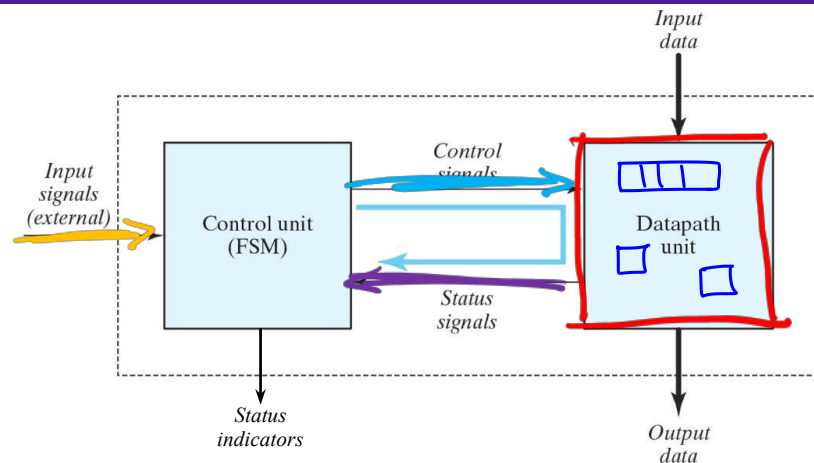 Input
data
Control
signals
Input
signals
(external)
Control unit
(FSM)
Datapath
unit
Status
signals
Status
indicators
Output
data